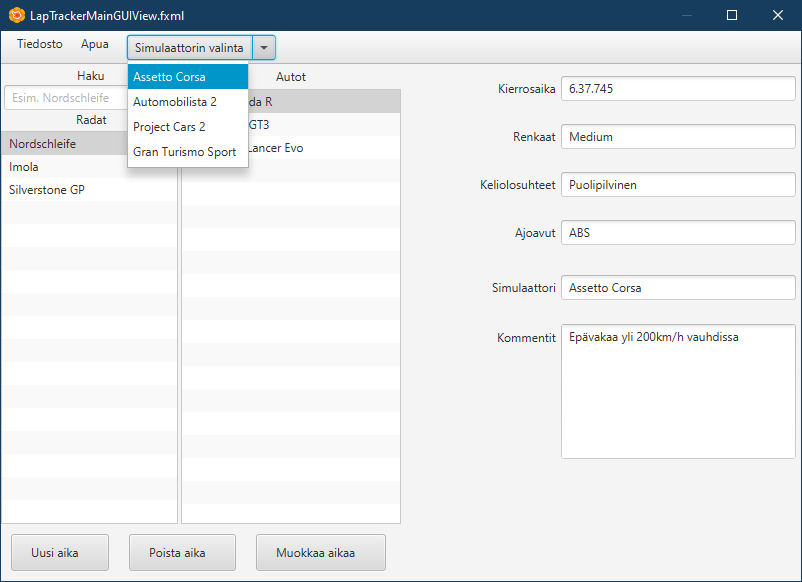 LapTrackerMainGUIView.fxml
Tiedosto
Apua
Simulaattorin valinta
Assetto Corsa
Automobilista 2
Project Cars 2
Gran Turismo Sport
Haku
Esim. Nordschleife
Radat
Nordschleife
Imola
Silverstone GP
Autot
da R
GT3
Lancer Evo
Kierrosaika
6.37.745
Renkaat
Medium
Keliolosuhteet
Puolipilvinen
Ajoavut
ABS
Simulaattori
Assetto Corsa
Kommentit
Epävakaa yli 200km/h vauhdissa
Uusi aika
Poista aika
Muokkaa aikaa